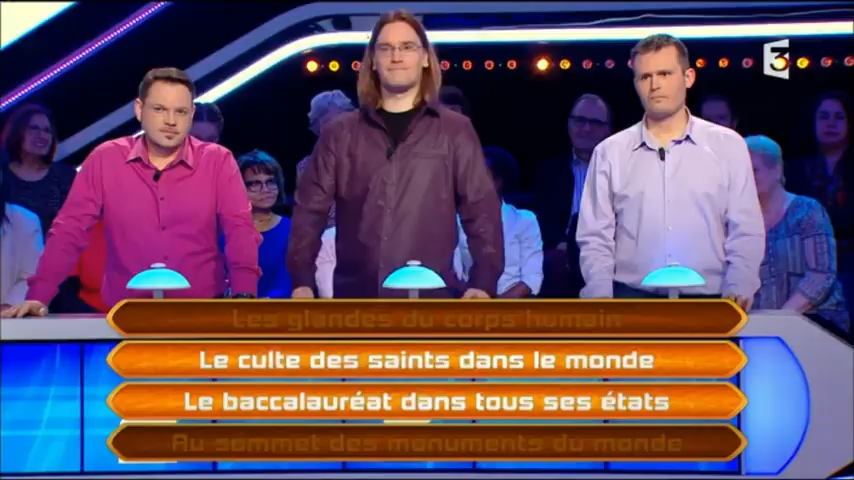 3
Les glandes du corps humain
Le culte des saints dans le monde
Le baccalauréat dans tous ses états
Au sommet des monuments du monde